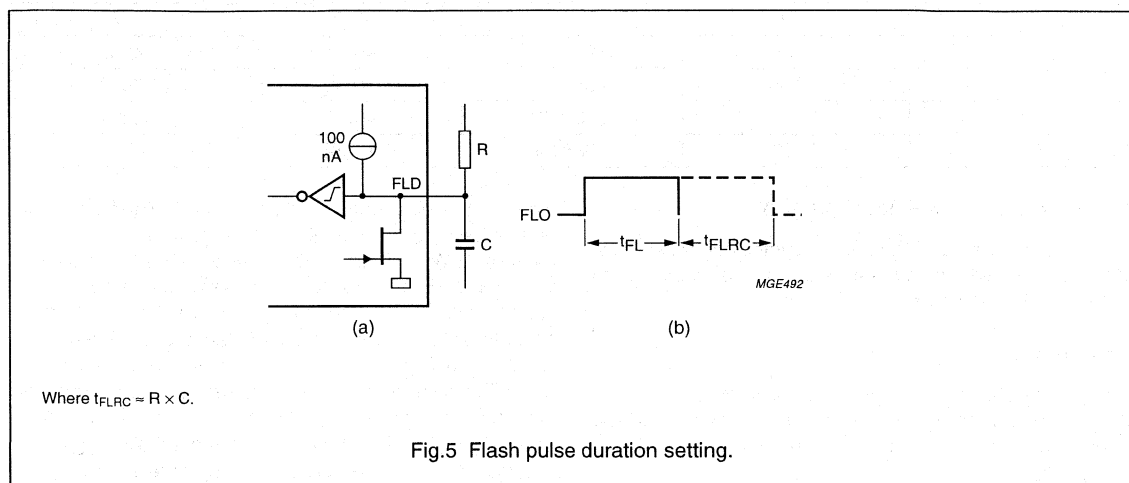 100
nA
FLD
R
C
(a)
FLO
tFL
tFLRC
MGE492
(b)
Where tFLRC ≈ R × C.
Fig.5 Flash pulse duration setting.